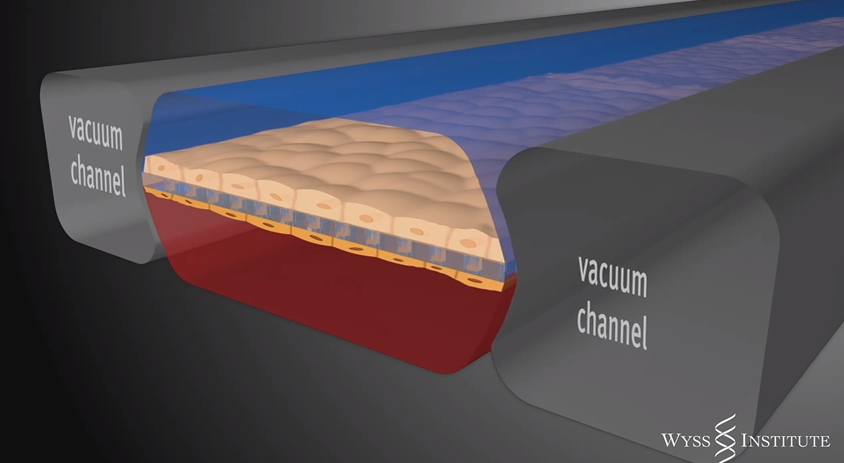 vacuum
channel
vacuum
channel
WYSS INSTITUTE